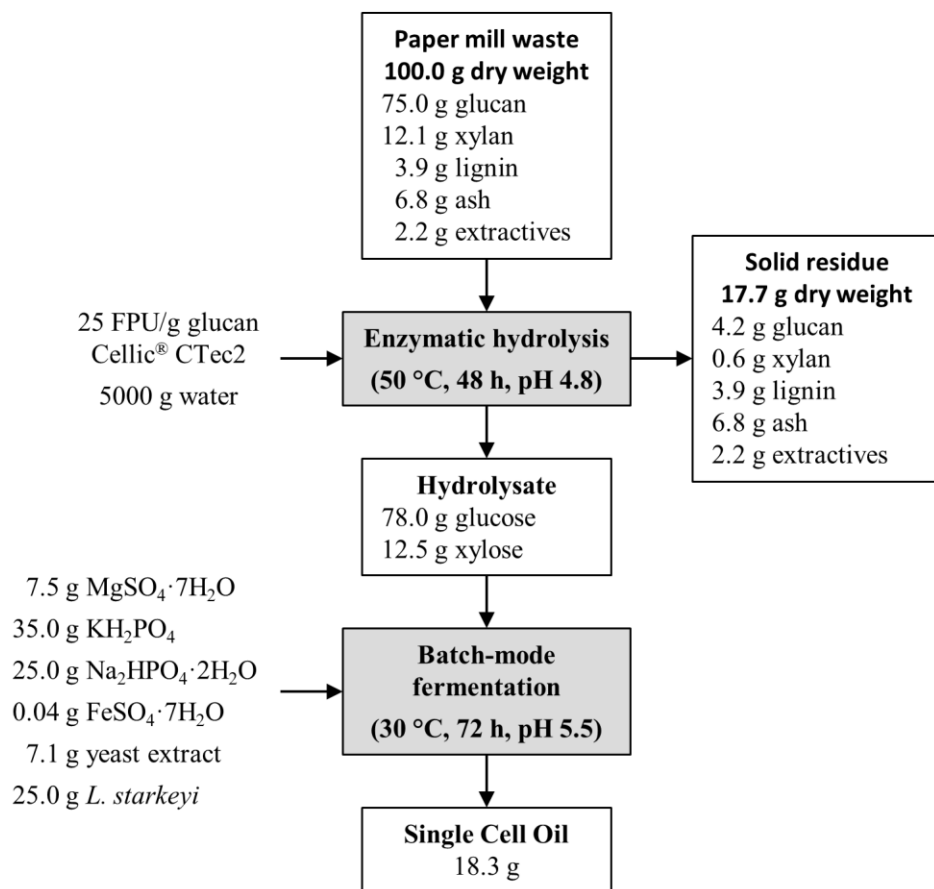 Paper mill waste
100.0 g dry weight
75.0 g glucan
12.1 g xylan
3.9 g lignin
6.8 g ash
2.2 g extractives
Solid residue
17.7 g dry weight
4.2 g glucan
0.6 g xylan
3.9 g lignin
6.8 g ash
2.2 g extractives
25 FPU/g glucan
Cellic® CTec2
5000 g water
Enzymatic hydrolysis
(50 °C, 48 h, pH 4.8)
Hydrolysate
78.0 g glucose
12.5 g xylose
7.5 g MgSO₄·7H₂O
35.0 g KH₂PO₄
25.0 g Na₂HPO₄·2H₂O
0.04 g FeSO₄·7H₂O
7.1 g yeast extract
25.0 g L. starkeyi
Batch-mode
fermentation
(30 °C, 72 h, pH 5.5)
Single Cell Oil
18.3 g